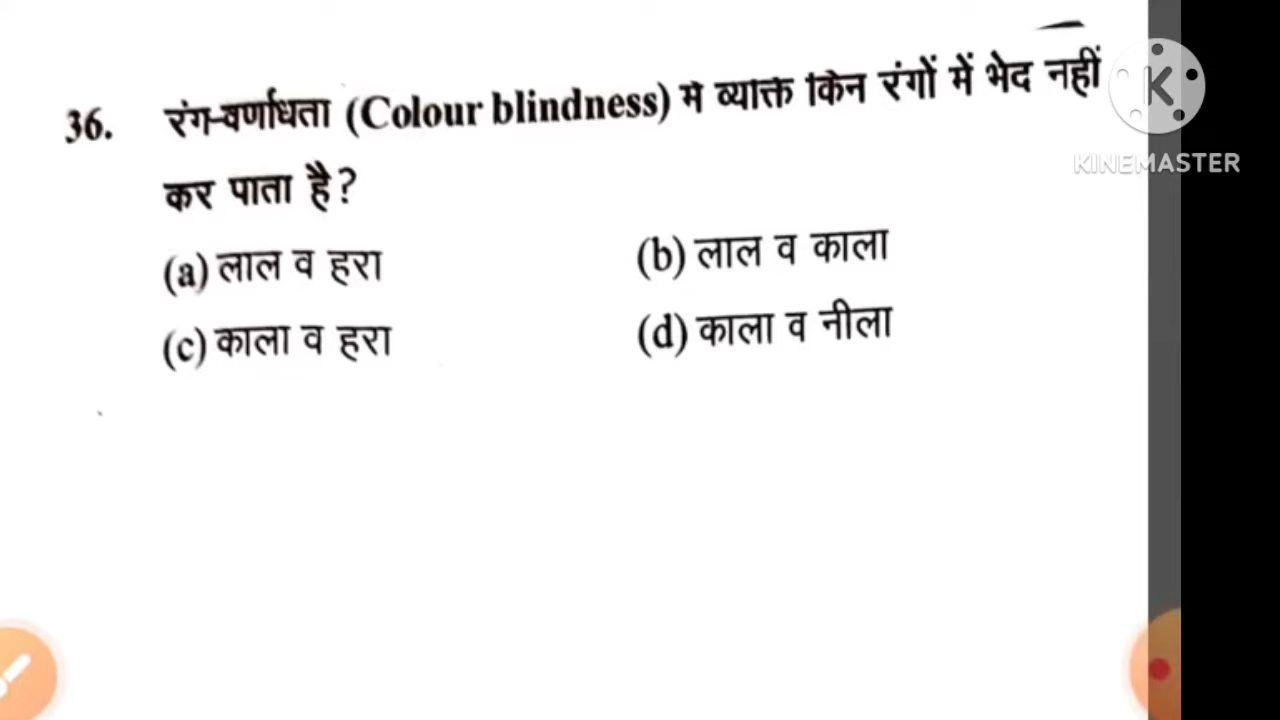 36. रंग-वर्णांधता (Colour blindness) में व्यक्ति किन रंगों में भेद नहीं
कर पाता है?
(a) लाल व हरा (b) लाल व काला
(c) काला व हरा (d) काला व नीला
K
KINEMASTER